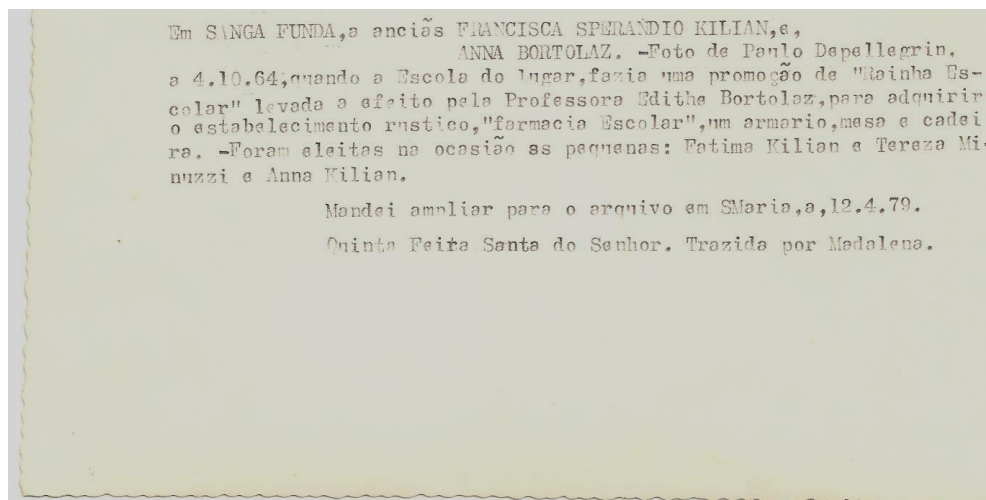 Em SANGA FUNDA,a anciãs FRANCISCA SPERANDIO KILIAN,e,
ANNA BORTOLAZ. -Foto de Paulo Depellegrin,
a 4.10.64,quando a Escola do lugar,fazia uma promoção de "Rainha Es-
colar" levada a efeito pela Professora Edithe Bortolaz,para adquirir
o estabelecimento rustico,"farmacia Escolar",um armario,mesa e cadei
ra. -Foram eleitas na ocasião as pequenas: Fatima Kilian e Tereza Mi-
nuzzi e Anna Kilian.
Mandei ampliar para o arquivo em SMaria,a,12.4.79.
Quinta Feira Santa do Senhor. Trazida por Madalena.